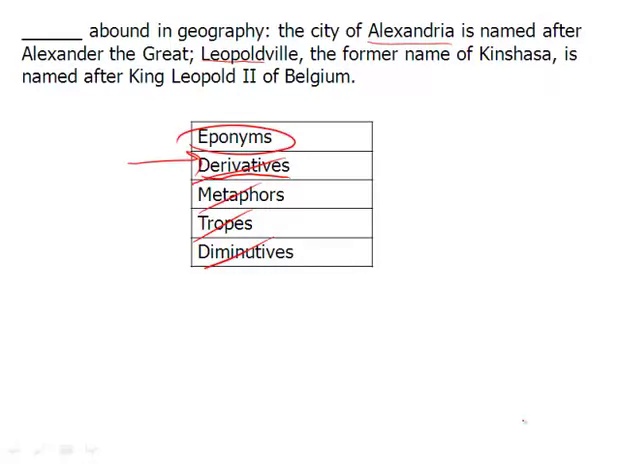 ______ abound in geography: the city of Alexandria is named after
Alexander the Great; Leopoldville, the former name of Kinshasa, is
named after King Leopold II of Belgium.
Eponyms
Derivatives
Metaphors
Tropes
Diminutives